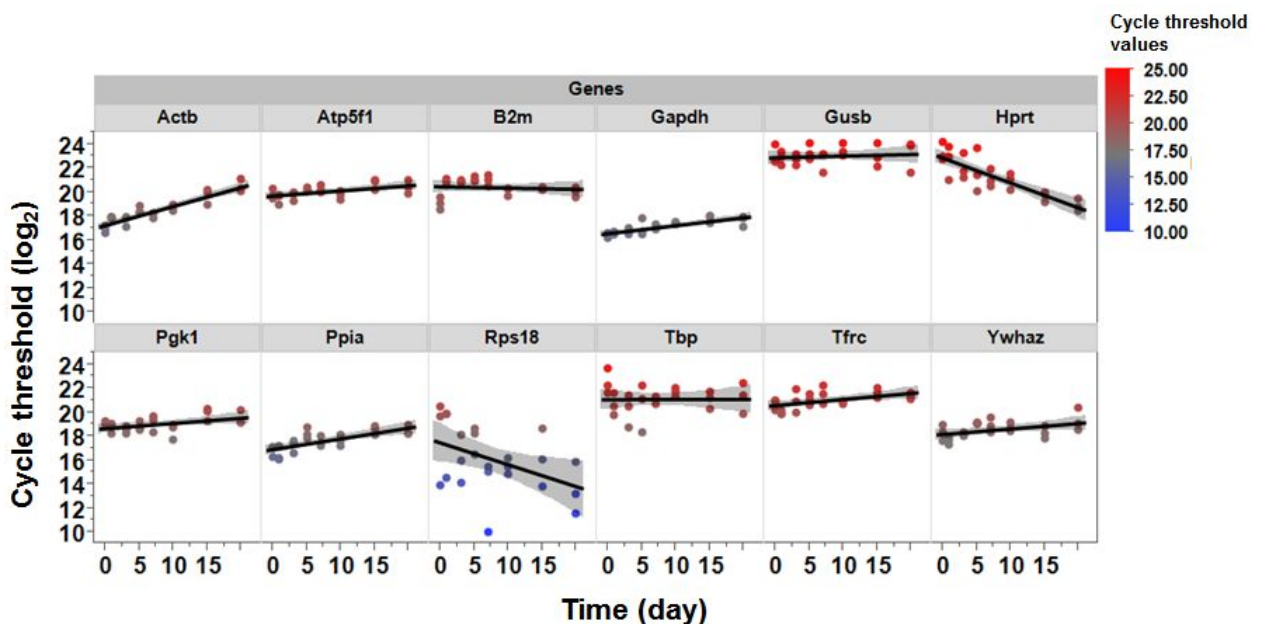 Cycle threshold
values
25.00
22.50
20.00
17.50
15.00
12.50
10.00
Genes
Actb Atp5f1 B2m Gapdh Gusb Hprt
24
22
20
18
16
14
12
10
Pgk1 Ppia Rps18 Tbp Tfrc Ywhaz
24
22
20
18
16
14
12
10
Cycle threshold (log2)
0 5 10 15 0 5 10 15 0 5 10 15 0 5 10 15 0 5 10 15 0 5 10 15
Time (day)